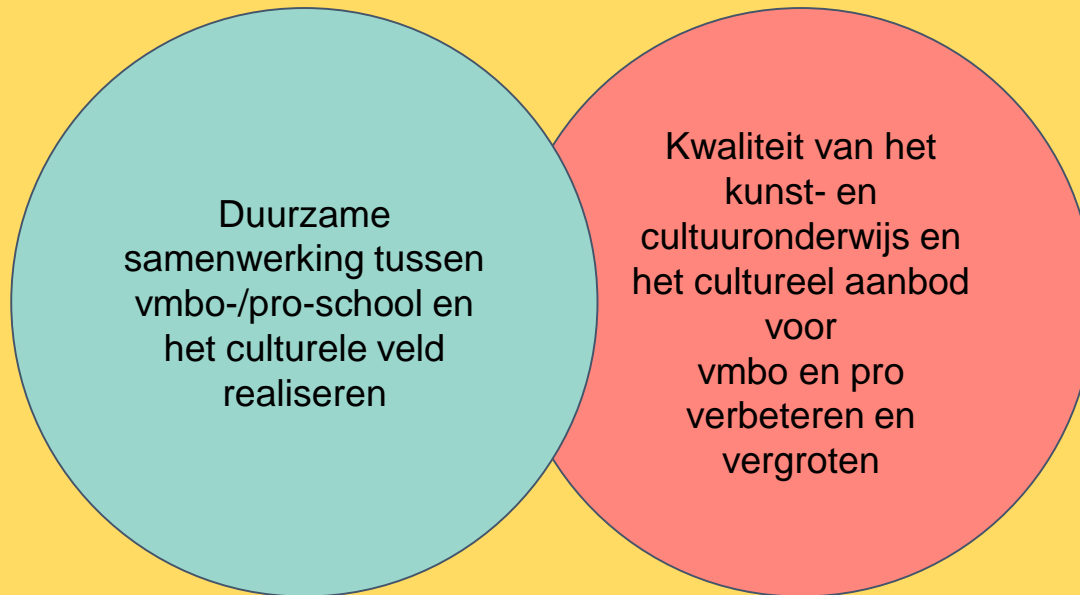 Duurzame
samenwerking tussen
vmbo-/pro-school en
het culturele veld
realiseren
Kwaliteit van het
kunst- en
cultuuronderwijs en
het cultureel aanbod
voor
vmbo en pro
verbeteren en
vergroten